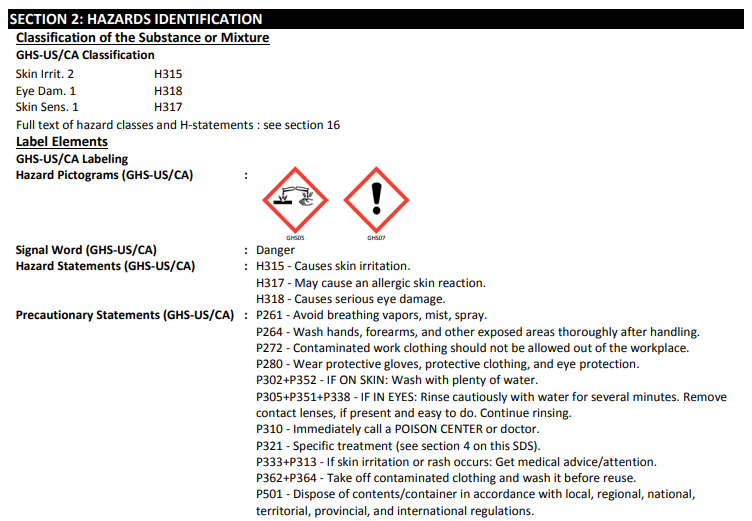 SECTION 2: HAZARDS IDENTIFICATION
Classification of the Substance or Mixture
GHS-US/CA Classification
Skin Irrit. 2 H315
Eye Dam. 1 H318
Skin Sens. 1 H317
Full text of hazard classes and H-statements : see section 16
Label Elements
GHS-US/CA Labeling
Hazard Pictograms (GHS-US/CA) :
GHS05 GHS07
Signal Word (GHS-US/CA) : Danger
Hazard Statements (GHS-US/CA) : H315 - Causes skin irritation.
H317 - May cause an allergic skin reaction.
H318 - Causes serious eye damage.
Precautionary Statements (GHS-US/CA) : P261 - Avoid breathing vapors, mist, spray.
P264 - Wash hands, forearms, and other exposed areas thoroughly after handling.
P272 - Contaminated work clothing should not be allowed out of the workplace.
P280 - Wear protective gloves, protective clothing, and eye protection.
P302+P352 - IF ON SKIN: Wash with plenty of water.
P305+P351+P338 - IF IN EYES: Rinse cautiously with water for several minutes. Remove
contact lenses, if present and easy to do. Continue rinsing.
P310 - Immediately call a POISON CENTER or doctor.
P321 - Specific treatment (see section 4 on this SDS).
P333+P313 - If skin irritation or rash occurs: Get medical advice/attention.
P362+P364 - Take off contaminated clothing and wash it before reuse.
P501 - Dispose of contents/container in accordance with local, regional, national,
territorial, provincial, and international regulations.